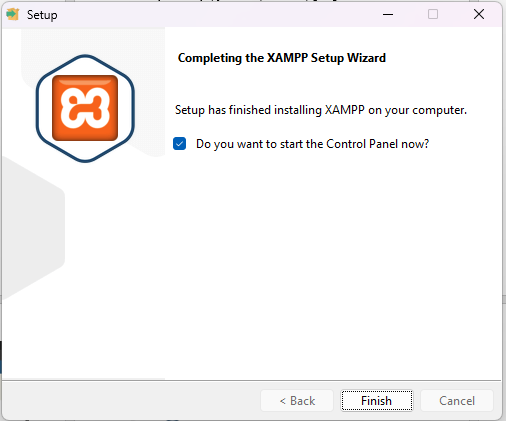 Setup
Completing the XAMPP Setup Wizard
Setup has finished installing XAMPP on your computer.
Do you want to start the Control Panel now?
< Back
Finish
Cancel